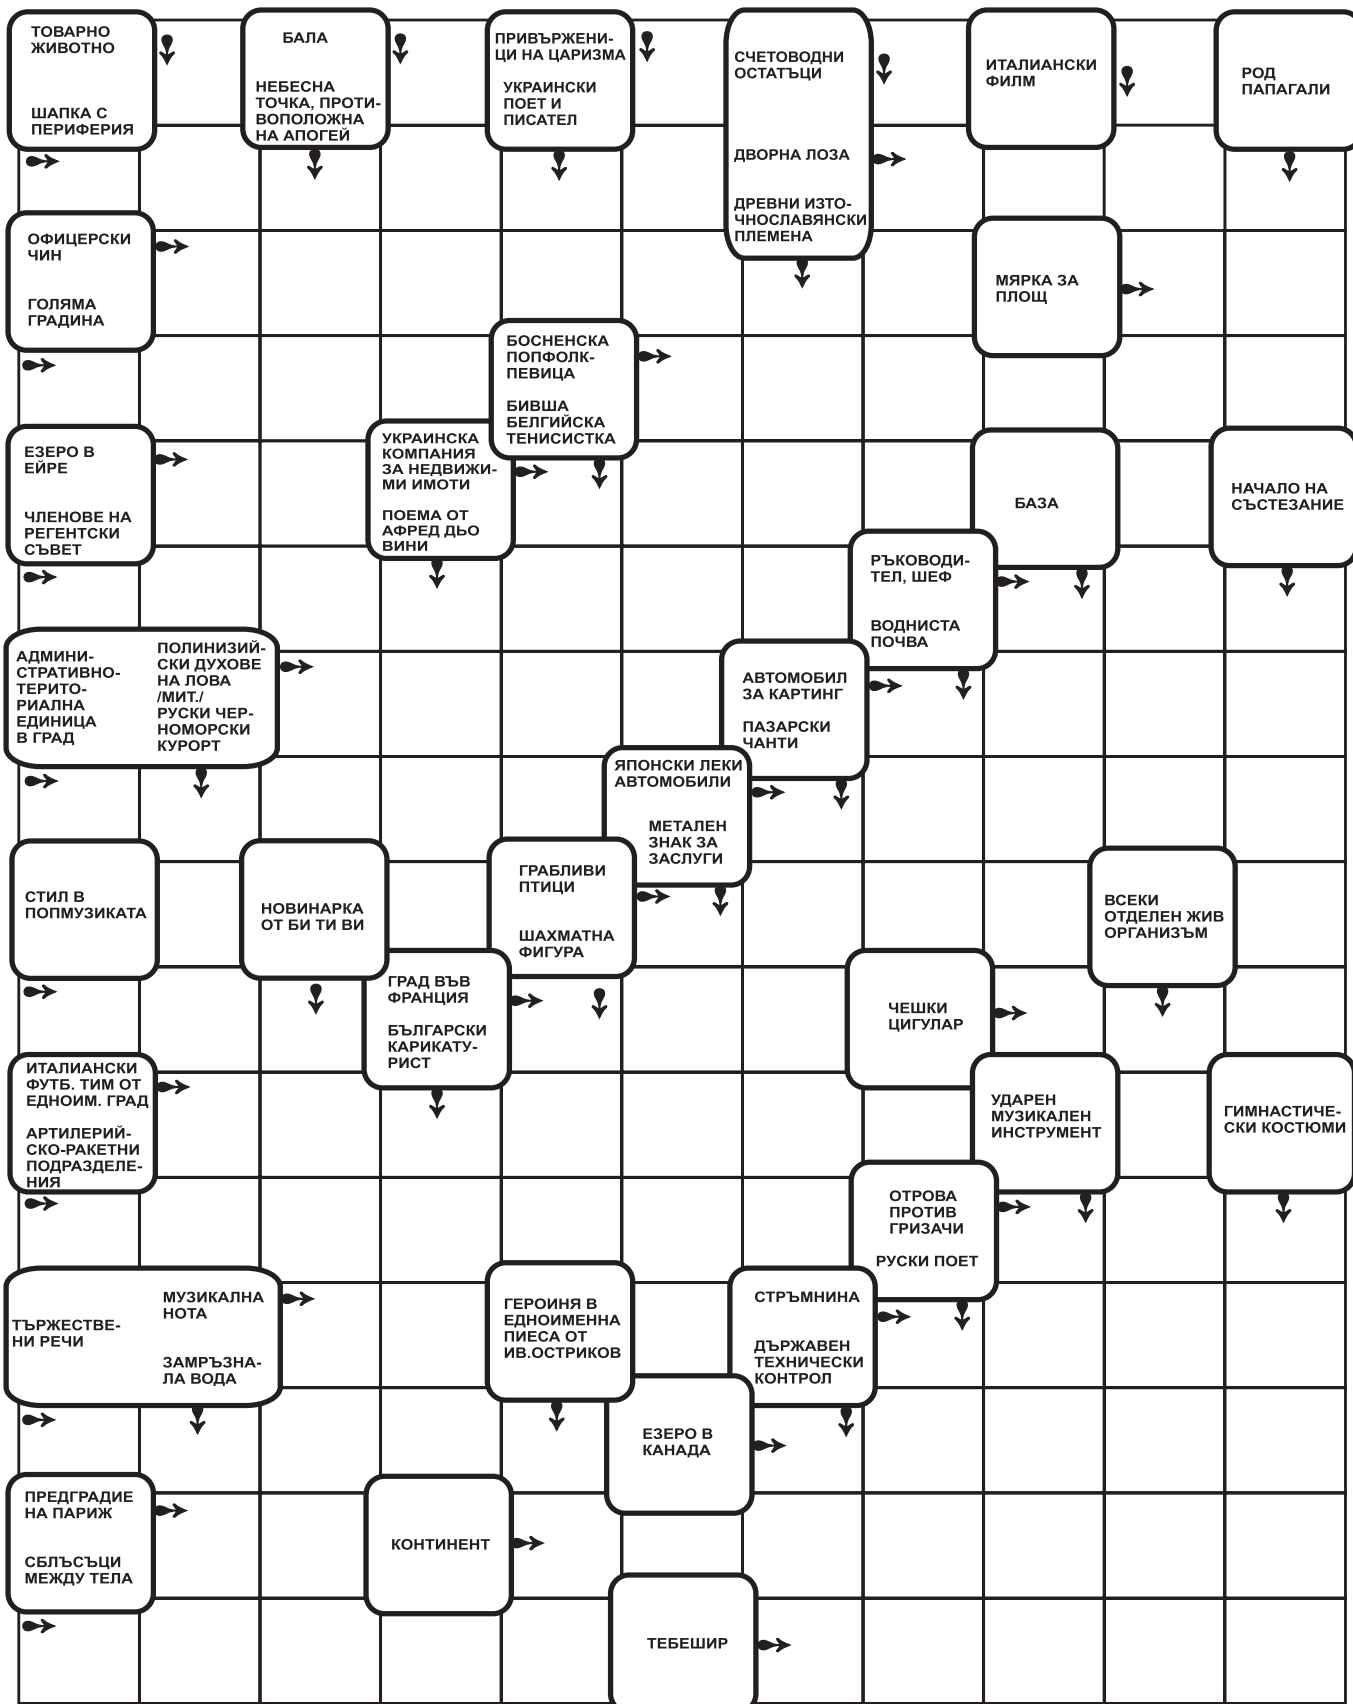 ТОВАРНО
ЖИВОТНО
ШАПКА С
ПЕРИФЕРИЯ
БАЛА
НЕБЕСНА
ТОЧКА, ПРОТИ-
ВОПОЛОЖНА
НА АПОГЕЙ
ПРИВЪРЖЕНИ-
ЦИ НА ЦАРИЗМА
УКРАИНСКИ
ПОЕТ И
ПИСАТЕЛ
СЧЕТОВОДНИ
ОСТАТЪЦИ
ДВОРНА ЛОЗА
ДРЕВНИ ИЗТО-
ЧНОСЛАВЯНСКИ
ПЛЕМЕНА
ИТАЛИАНСКИ
ФИЛМ
РОД
ПАПАГАЛИ
ОФИЦЕРСКИ
ЧИН
ГОЛЯМА
ГРАДИНА
МЯРКА ЗА
ПЛОЩ
БОСНЕНСКА
ПОПФОЛК-
ПЕВИЦА
БИВША
БЕЛГИЙСКА
ТЕНИСИСТКА
ЕЗЕРО В
ЕЙРЕ
ЧЛЕНОВЕ НА
РЕГЕНТСКИ
СЪВЕТ
УКРАИНСКА
КОМПАНИЯ
ЗА НЕДВИЖИ-
МИ ИМОТИ
ПОЕМА ОТ
АФРЕД ДЬО
ВИНИ
БАЗА
НАЧАЛО НА
СЪСТЕЗАНИЕ
РЪКОВОДИ-
ТЕЛ, ШЕФ
ВОДНИСТА
ПОЧВА
АДМИНИ-
СТРАТИВНО-
ТЕРИТО-
РИАЛНА
ЕДИНИЦА
В ГРАД
ПОЛИНИЗИЙ-
СКИ ДУХОВЕ
НА ЛОВА
/МИТ./
РУСКИ ЧЕР-
НОМОРСКИ
КУРОРТ
АВТОМОБИЛ
ЗА КАРТИНГ
ПАЗАРСКИ
ЧАНТИ
ЯПОНСКИ ЛЕКИ
АВТОМОБИЛИ
МЕТАЛЕН
ЗНАК ЗА
ЗАСЛУГИ
СТИЛ В
ПОПМУЗИКАТА
НОВИНАРКА
ОТ БИ ТИ ВИ
ГРАБЛИВИ
ПТИЦИ
ШАХМАТНА
ФИГУРА
ВСЕКИ
ОТДЕЛЕН ЖИВ
ОРГАНИЗЪМ
ГРАД ВЪВ
ФРАНЦИЯ
БЪЛГАРСКИ
КАРИКАТУ-
РИСТ
ЧЕШКИ
ЦИГУЛАР
ИТАЛИАНСКИ
ФУТБ. ТИМ ОТ
ЕДНОИМ. ГРАД
АРТИЛЕРИЙ-
СКО-РАКЕТНИ
ПОДРАЗДЕЛЕ-
НИЯ
УДАРЕН
МУЗИКАЛЕН
ИНСТРУМЕНТ
ГИМНАСТИЧЕ-
СКИ КОСТЮМИ
ОТРОВА
ПРОТИВ
ГРИЗАЧИ
РУСКИ ПОЕТ
ТЪРЖЕСТВЕ-
НИ РЕЧИ
МУЗИКАЛНА
НОТА
ЗАМРЪЗНА-
ЛА ВОДА
ГЕРОИНЯ В
ЕДНОИМЕННА
ПИЕСА ОТ
ИВ.ОСТРИКОВ
СТРЪМНИНА
ДЪРЖАВЕН
ТЕХНИЧЕСКИ
КОНТРОЛ
ЕЗЕРО В
КАНАДА
ПРЕДГРАДИЕ
НА ПАРИЖ
СБЛЪСЪЦИ
МЕЖДУ ТЕЛА
КОНТИНЕНТ
ТЕБЕШИР